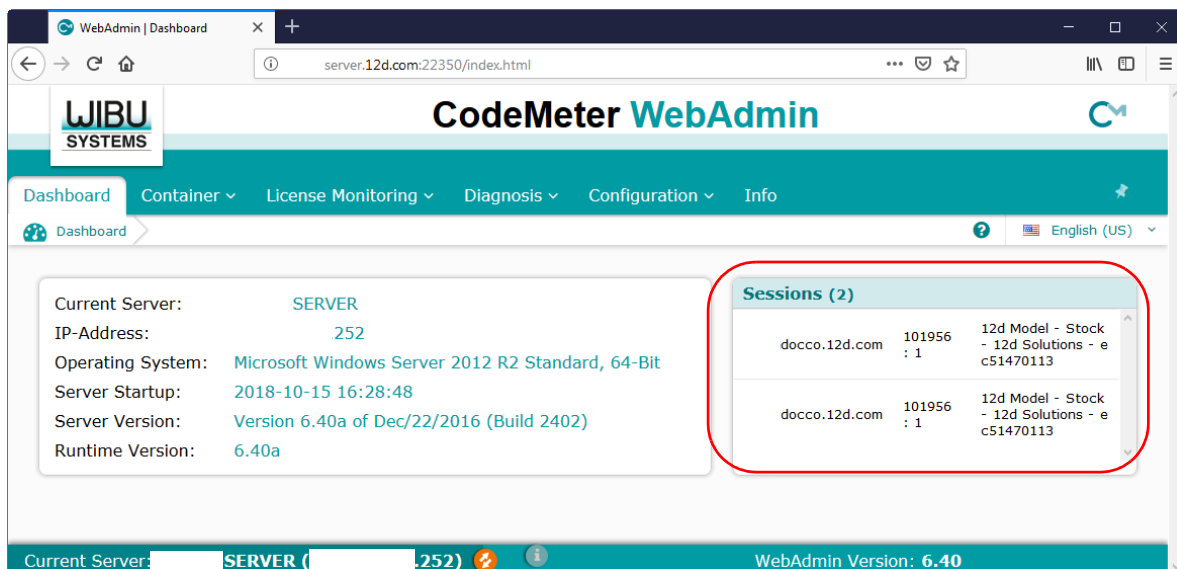 WebAdmin | Dashboard
server.12d.com:22350/index.html
WIBU
SYSTEMS
CodeMeter WebAdmin
Dashboard Container License Monitoring Diagnosis Configuration Info
Dashboard
English (US)
Current Server: SERVER
IP-Address: 252
Operating System: Microsoft Windows Server 2012 R2 Standard, 64-Bit
Server Startup: 2018-10-15 16:28:48
Server Version: Version 6.40a of Dec/22/2016 (Build 2402)
Runtime Version: 6.40a
Sessions (2)
docco.12d.com
101956
: 1
12d Model - Stock
- 12d Solutions - e
c51470113
docco.12d.com
101956
: 1
12d Model - Stock
- 12d Solutions - e
c51470113
Current Server: SERVER ( .252)
WebAdmin Version: 6.40